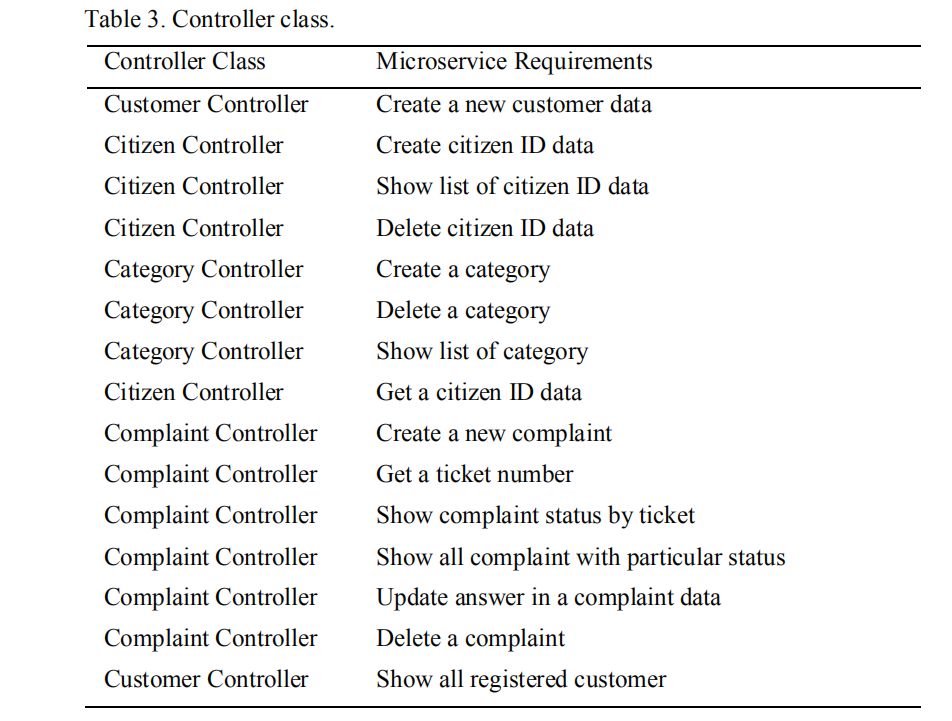 Table 3. Controller class.
Controller Class Microservice Requirements
Customer Controller Create a new customer data
Citizen Controller Create citizen ID data
Citizen Controller Show list of citizen ID data
Citizen Controller Delete citizen ID data
Category Controller Create a category
Category Controller Delete a category
Category Controller Show list of category
Citizen Controller Get a citizen ID data
Complaint Controller Create a new complaint
Complaint Controller Get a ticket number
Complaint Controller Show complaint status by ticket
Complaint Controller Show all complaint with particular status
Complaint Controller Update answer in a complaint data
Complaint Controller Delete a complaint
Customer Controller Show all registered customer